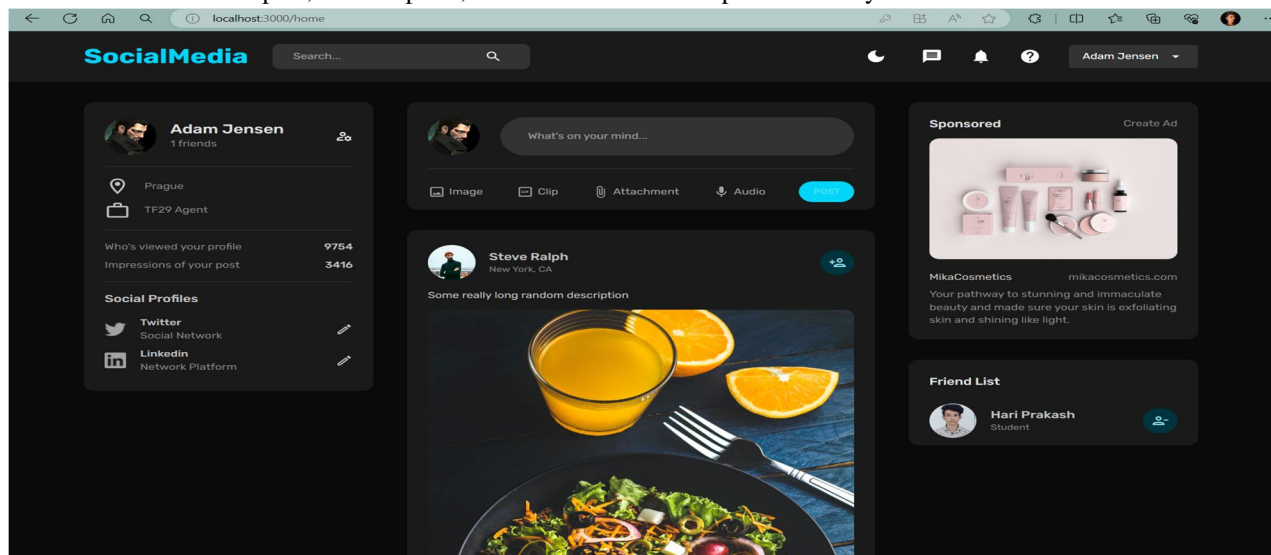 localhost:3000/home
SocialMedia
Search...
Adam Jensen
Adam Jensen
1 friends
Prague
TF29 Agent
Who's viewed your profile 9754
Impressions of your post 3416
Social Profiles
Twitter
Social Network
Linkedin
Network Platform
What's on your mind...
Image Clip Attachment Audio POST
Steve Ralph
New York, CA
Some really long random description
Sponsored Create Ad
MikaCosmetics mikacosmetics.com
Your pathway to stunning and immaculate
beauty and made sure your skin is exfoliating
skin and shining like light.
Friend List
Hari Prakash
Student